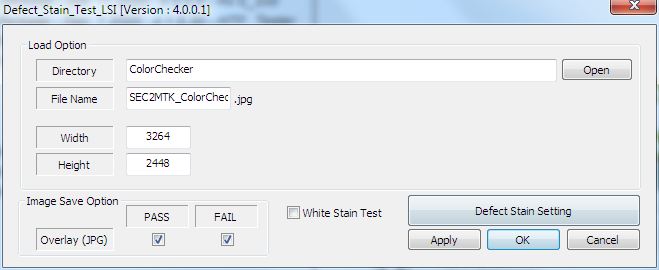 Defect_Stain_Test_LSI [Version : 4.0.0.1]
Load Option
Directory ColorChecker Open
File Name SEC2MTK_ColorChec .jpg
Width 3264
Height 2448
Image Save Option
PASS FAIL
Overlay (JPG)
White Stain Test
Defect Stain Setting
Apply OK Cancel